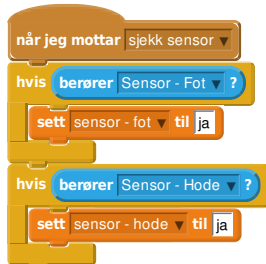 når jeg mottar sjekk sensor
hvis berører Sensor - Fot ?
sett sensor - fot til ja
hvis berører Sensor - Hode ?
sett sensor - hode til ja